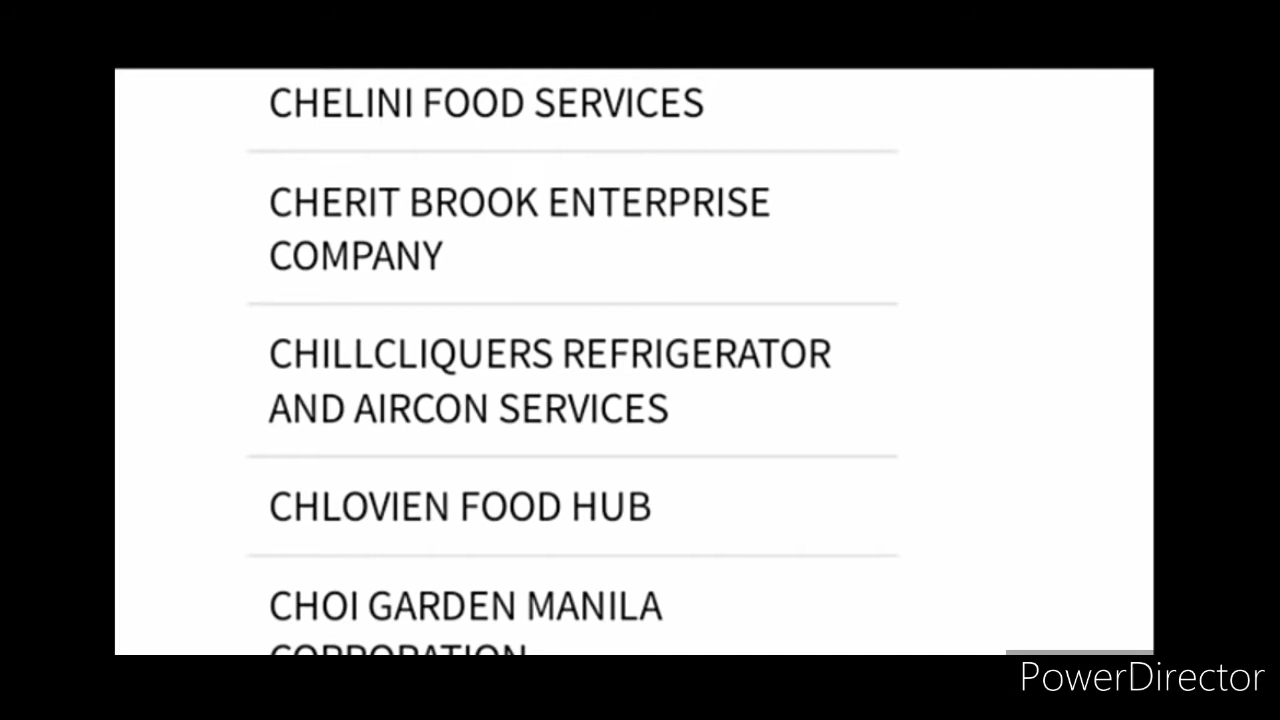 CHELINI FOOD SERVICES
CHERIT BROOK ENTERPRISE
COMPANY
CHILLCLIQUERS REFRIGERATOR
AND AIRCON SERVICES
CHLOVIEN FOOD HUB
CHOI GARDEN MANILA
CORPORATION
PowerDirector